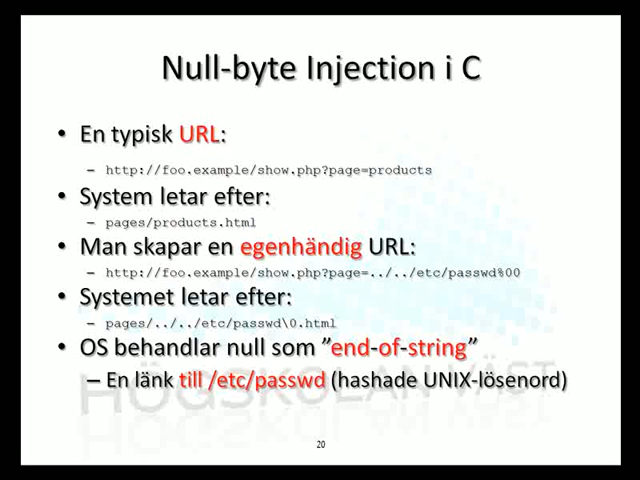 Null-byte Injection i C
• En typisk URL:
– http://foo.example/show.php?page=products
• System letar efter:
– pages/products.html
• Man skapar en egenhändig URL:
– http://foo.example/show.php?page=../../etc/passwd%00
• Systemet letar efter:
– pages/../../etc/passwd\0.html
• OS behandlar null som ”end-of-string”
– En länk till /etc/passwd (hashade UNIX-lösenord)
HÖGSKOLAN VÄST
20